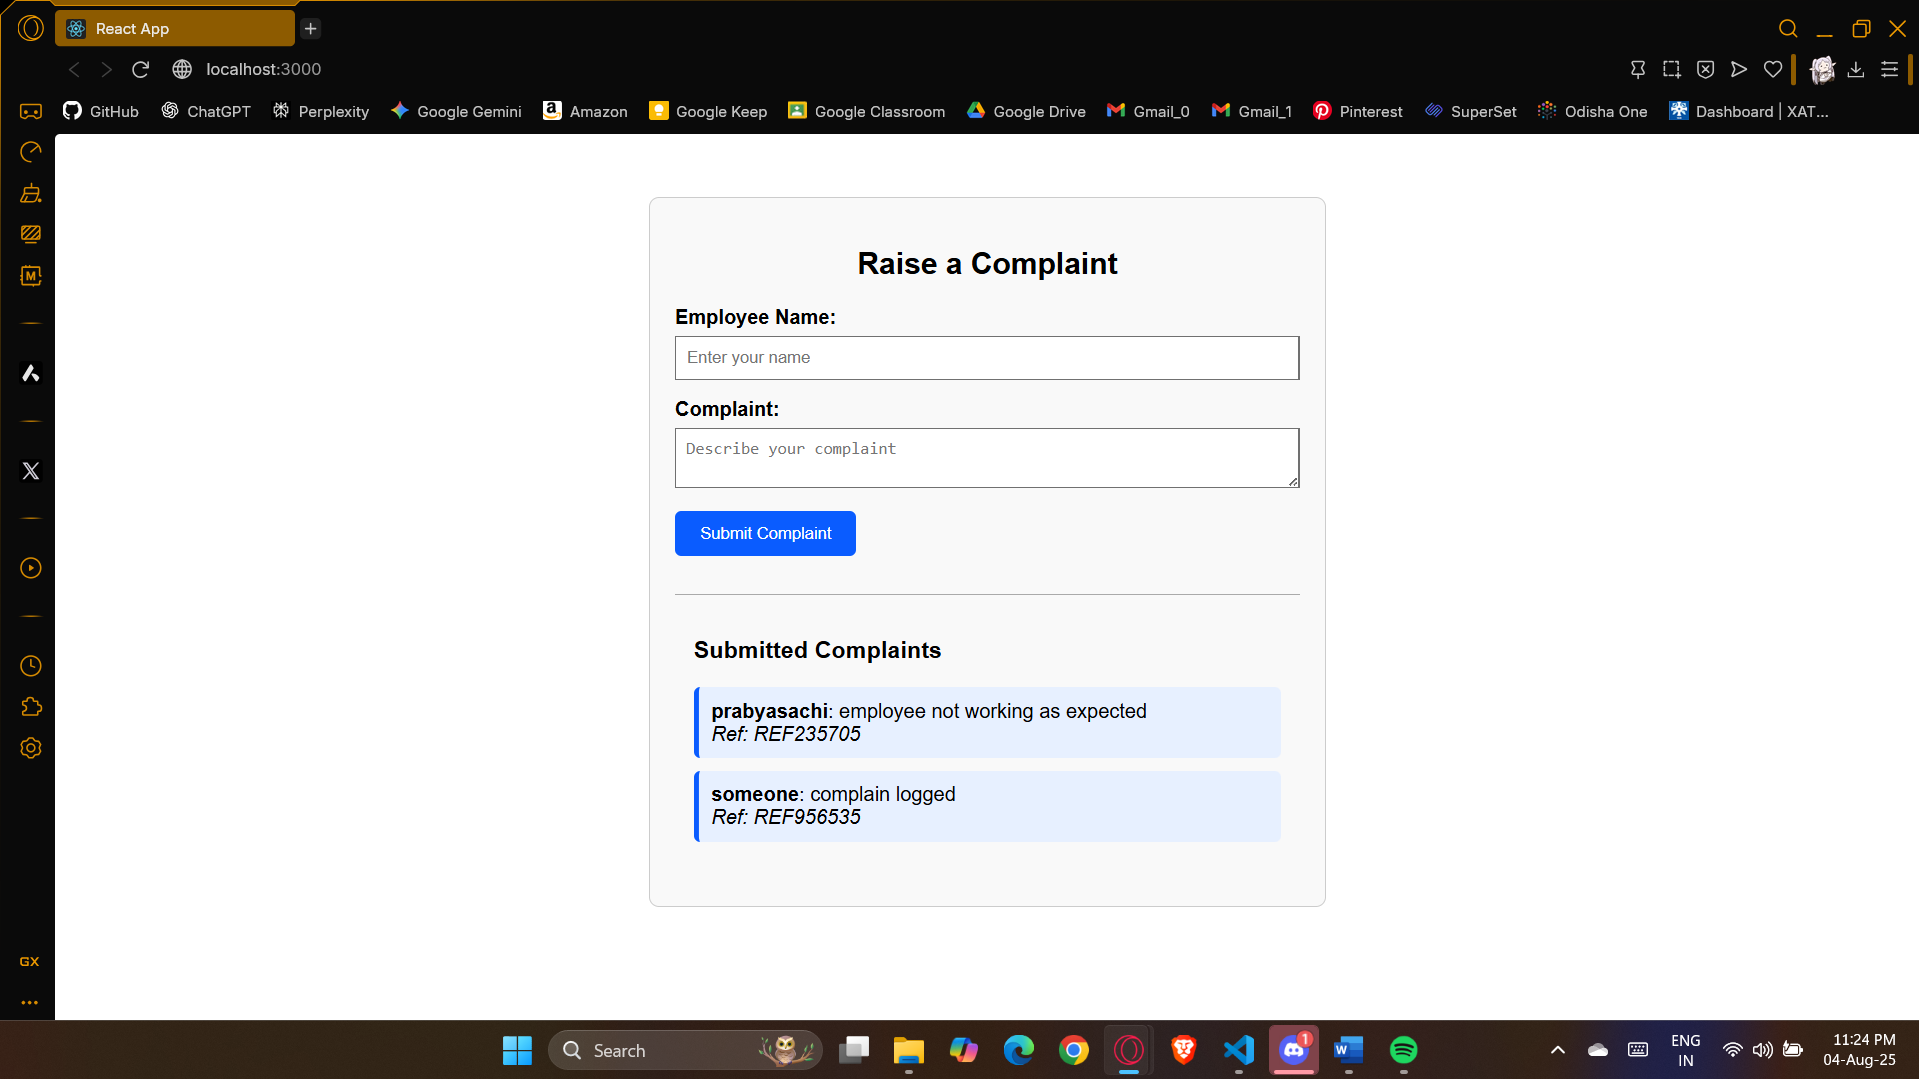 React App
localhost:3000
GitHub
ChatGPT
Perplexity
Google Gemini
Amazon
Google Keep
Google Classroom
Google Drive
Gmail_0
Gmail_1
Pinterest
SuperSet
Odisha One
Dashboard | XAT...
M
Raise a Complaint
Employee Name:
Enter your name
Complaint:
Describe your complaint
Submit Complaint
Submitted Complaints
prabyasachi: employee not working as expected
Ref: REF235705
someone: complain logged
Ref: REF956535
GX
Search
1
ENG
IN
11:24 PM
04-Aug-25